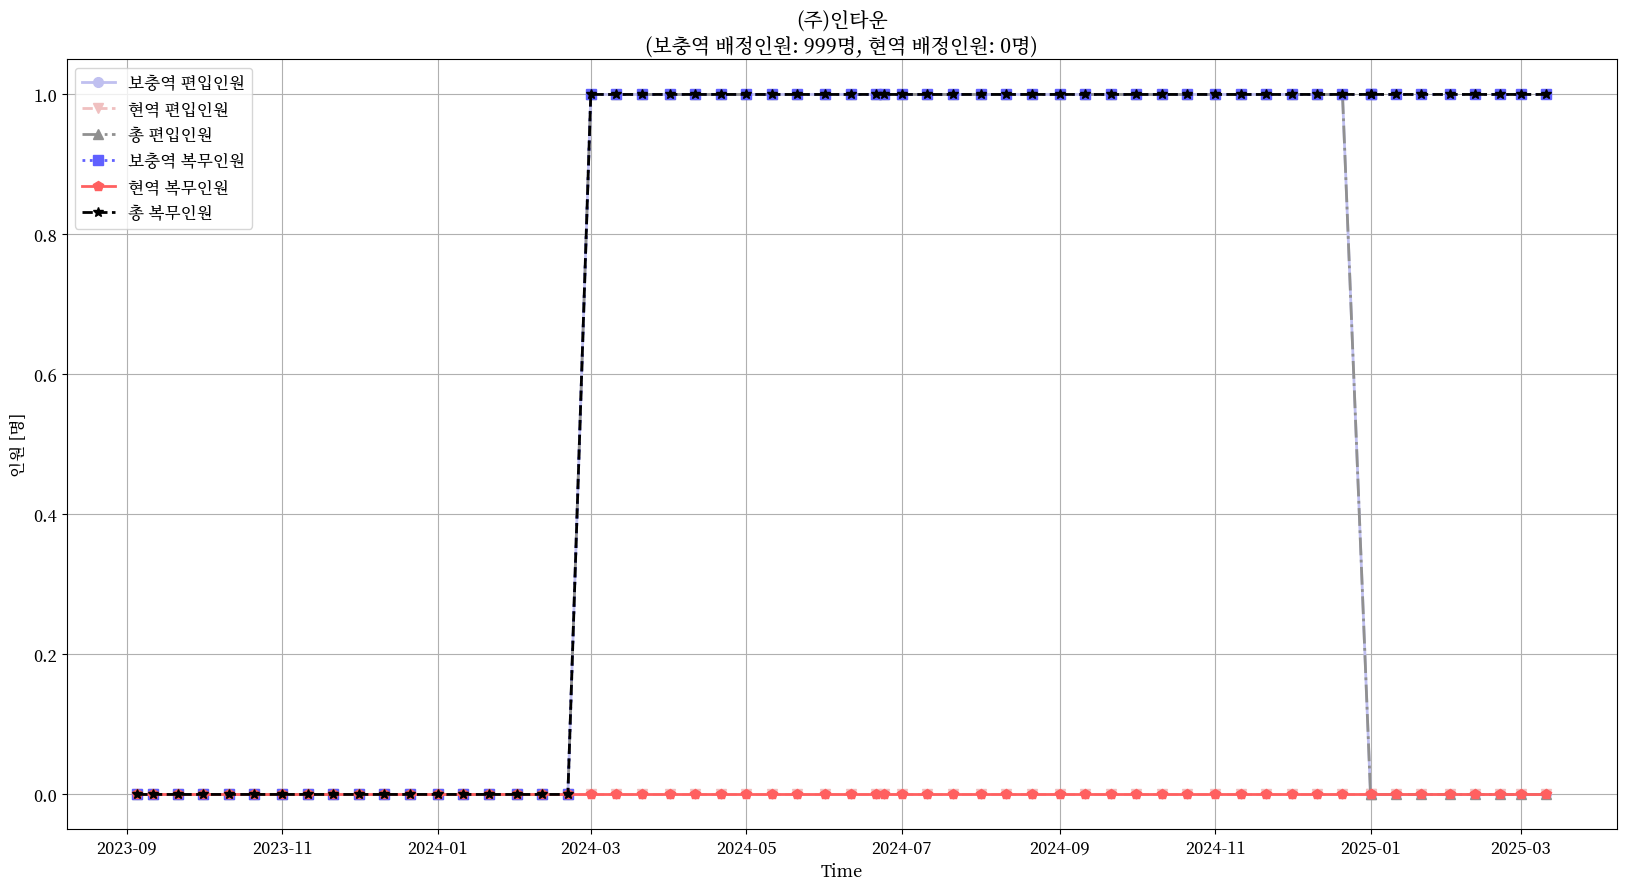 (주)인타운
(보충역 배정인원: 999명, 현역 배정인원: 0명)
보충역 편입인원
현역 편입인원
총 편입인원
보충역 복무인원
현역 복무인원
총 복무인원
인원 [명]
1.0
0.8
0.6
0.4
0.2
0.0
2023-09
2023-11
2024-01
2024-03
2024-05
2024-07
2024-09
2024-11
2025-01
2025-03
Time